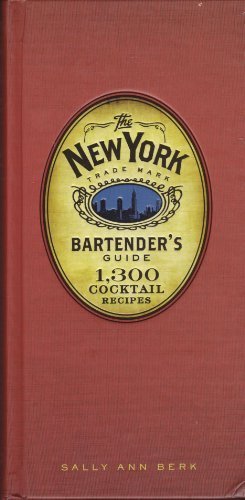 The
NEW YORK
TRADE MARK
BARTENDER'S
GUIDE
1,300
COCKTAIL
RECIPES
SALLY ANN BERK